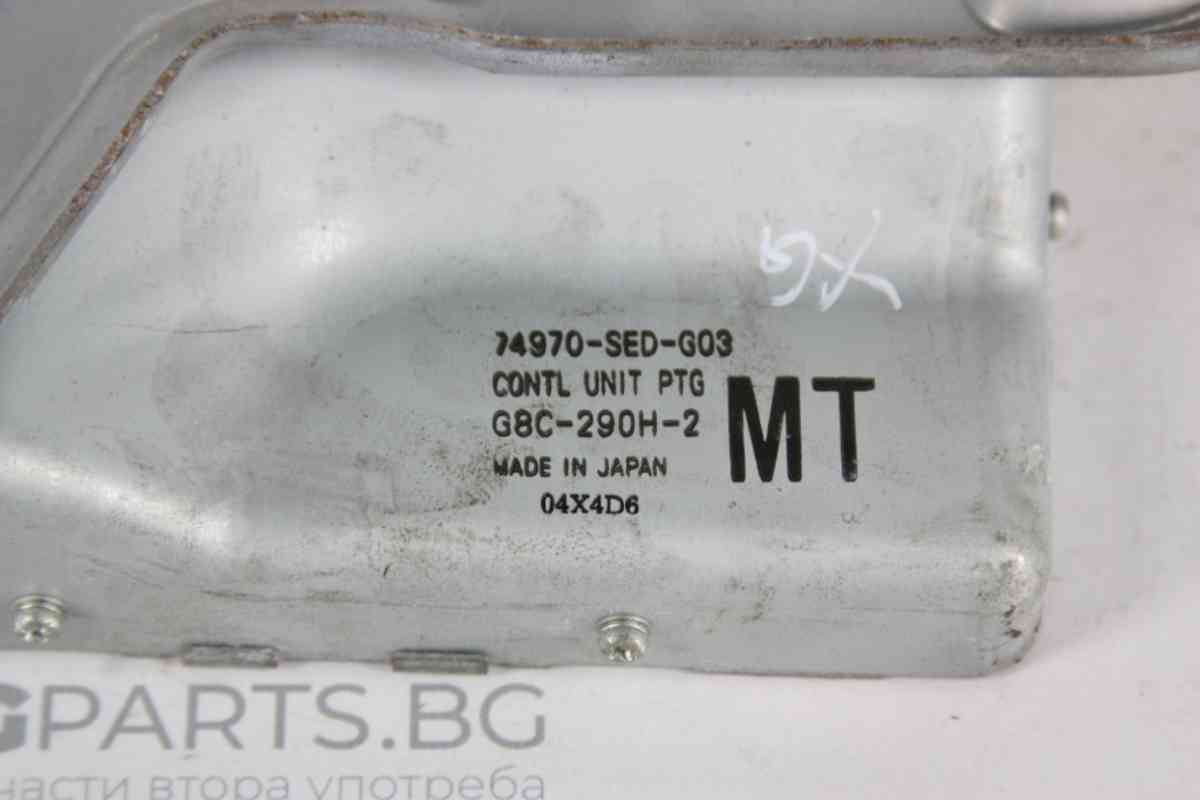 74970-SED-G03
CONTL UNIT PTG
G8C-290H-2
MT
MADE IN JAPAN
04X4D6
GPARTS.BG
части втора употреба